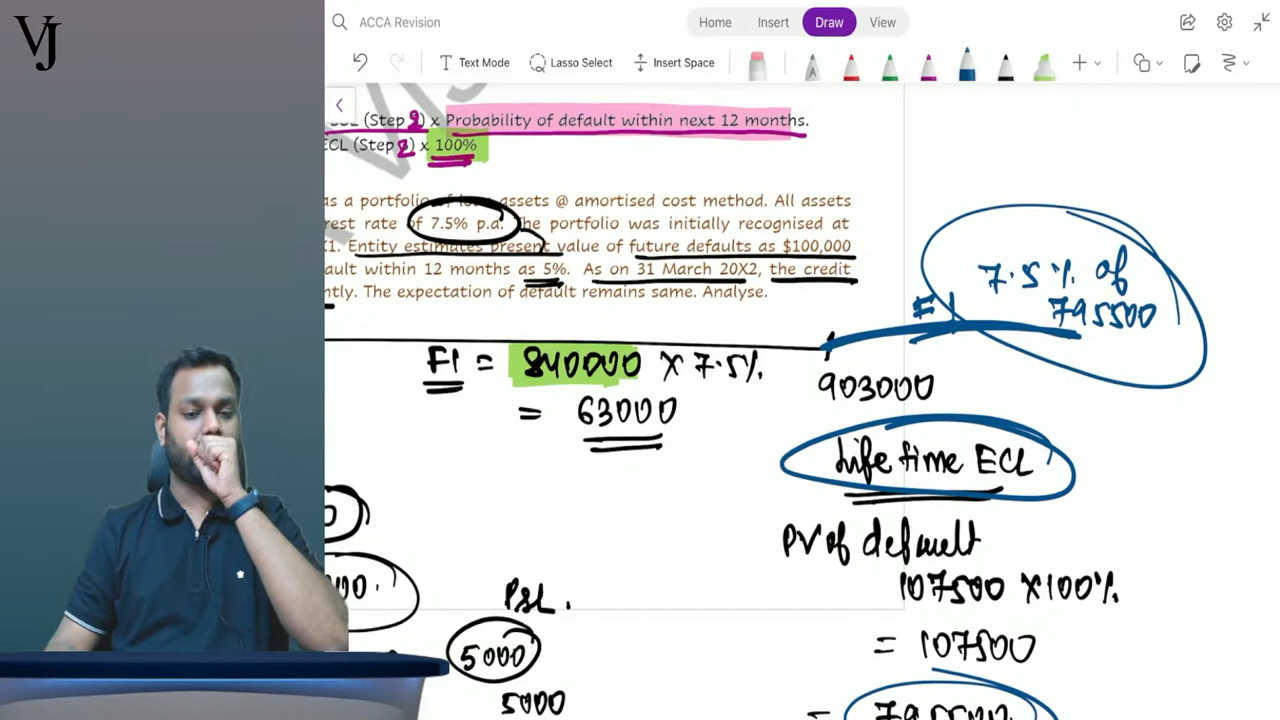 VJ
ACCA Revision
Home Insert Draw View
Text Mode Lasso Select Insert Space
(Step 2) x Probability of default within next 12 months.
ECL (Step 2) x 100%
as a portfolio of loan assets @ amortised cost method. All assets
rest rate of 7.5% p.a. The portfolio was initially recognised at
X1. Entity estimates present value of future defaults as $100,000
ault within 12 months as 5%. As on 31 March 20X2, the credit
ntly. The expectation of default remains same. Analyse.
7.5% of
795500
FI
FI = 840000 x 7.5%
= 63000
903000
Life time ECL
PV of default
107500 x 100%
= 107500
= 795500
P&L.
5000
5000